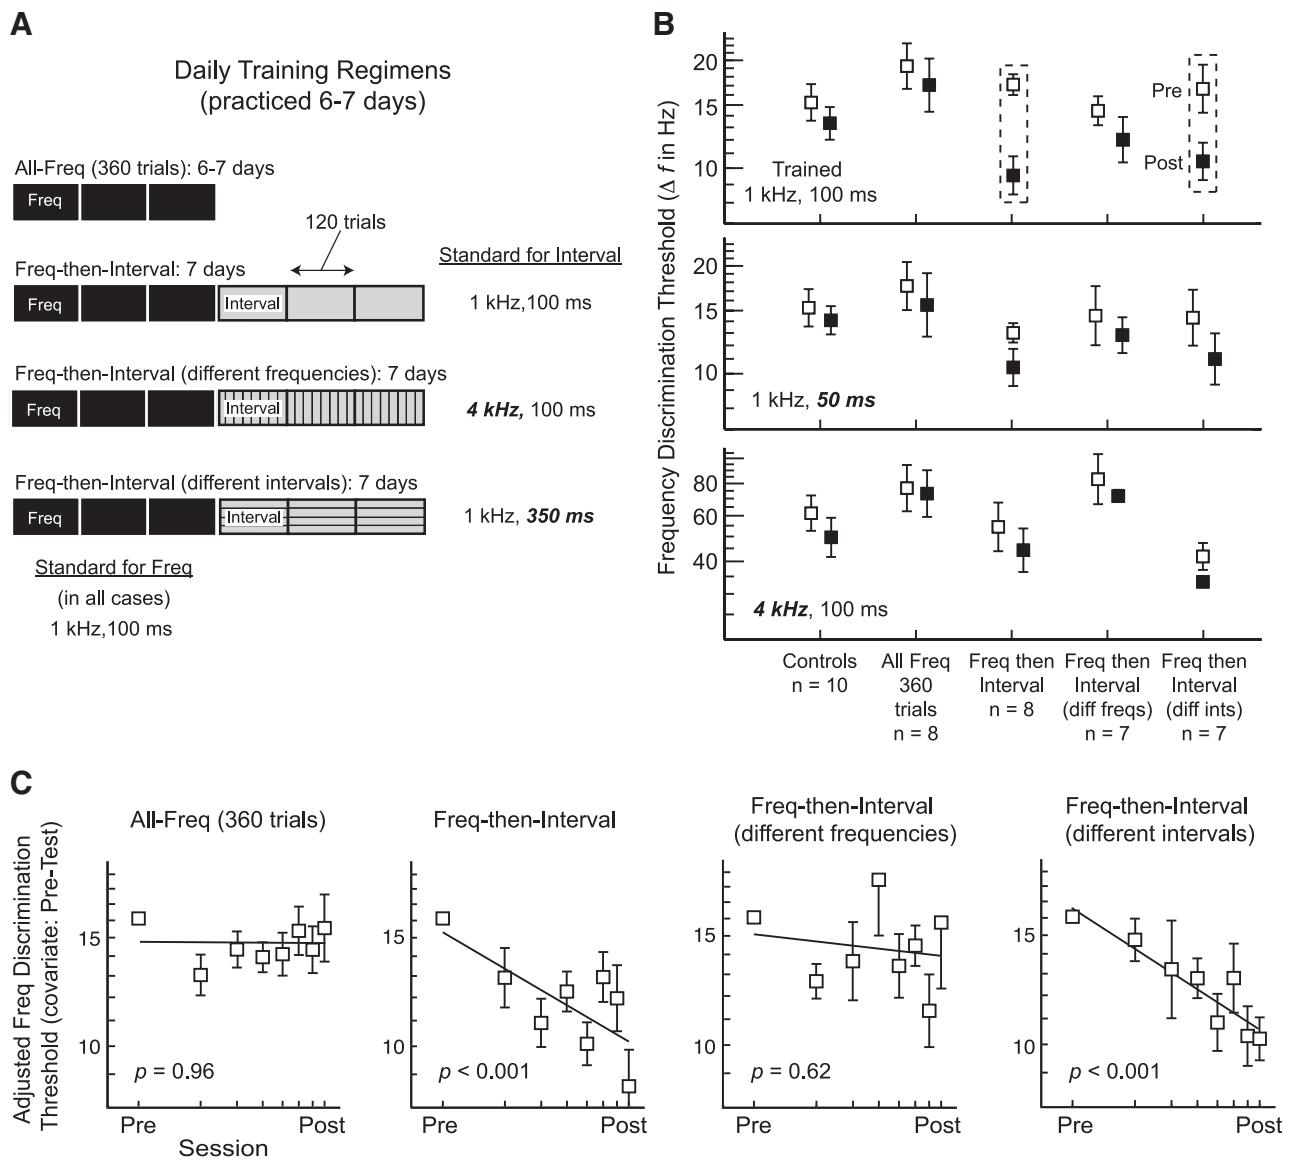 A
Daily Training Regimens
(practiced 6-7 days)
All-Freq (360 trials): 6-7 days
Freq
120 trials
Standard for Interval
Freq-then-Interval: 7 days
Freq
Interval
1 kHz,100 ms
Freq-then-Interval (different frequencies): 7 days
Freq
Interval
4 kHz, 100 ms
Freq-then-Interval (different intervals): 7 days
Freq
Interval
1 kHz, 350 ms
Standard for Freq
(in all cases)
1 kHz,100 ms
B
Frequency Discrimination Threshold (Δ f in Hz)
20
15
10
Pre
Post
Trained
1 kHz, 100 ms
20
15
10
1 kHz, 50 ms
80
60
40
4 kHz, 100 ms
Controls
n = 10
All Freq
360
trials
n = 8
Freq then
Interval
n = 8
Freq then
Interval
(diff freqs)
n = 7
Freq then
Interval
(diff ints)
n = 7
C
Adjusted Freq Discrimination
Threshold (covariate: Pre-Test)
All-Freq (360 trials)
15
10
p = 0.96
Pre
Post
Session
Freq-then-Interval
15
10
p < 0.001
Pre
Post
Freq-then-Interval
(different frequencies)
15
10
p = 0.62
Pre
Post
Freq-then-Interval
(different intervals)
15
10
p < 0.001
Pre
Post